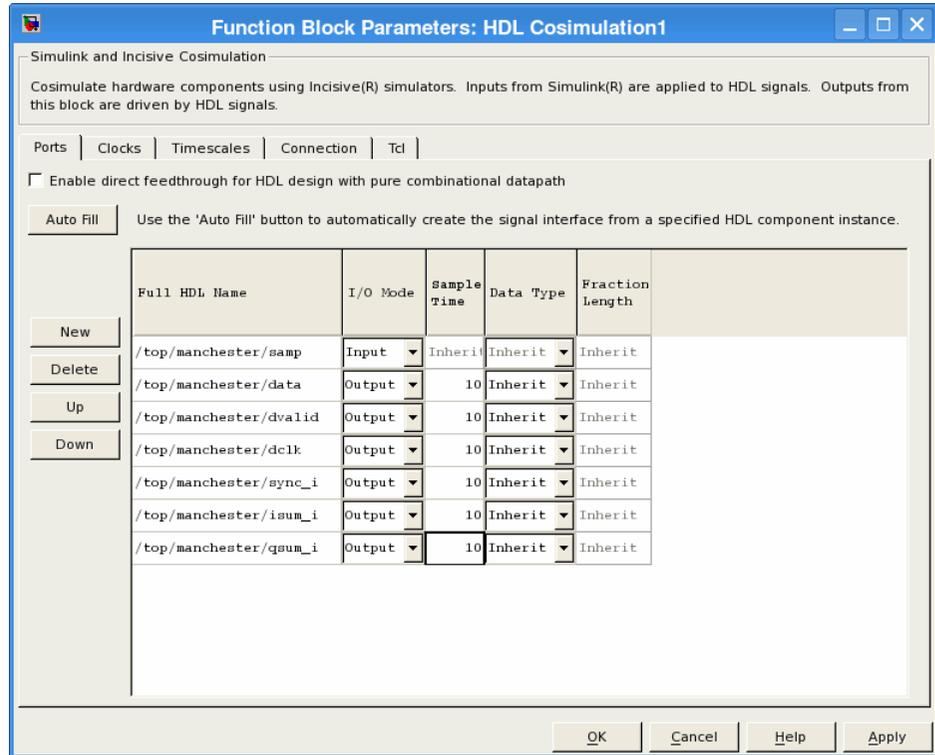 Function Block Parameters: HDL Cosimulation1
Simulink and Incisive Cosimulation
Cosimulate hardware components using Incisive(R) simulators. Inputs from Simulink(R) are applied to HDL signals. Outputs from
this block are driven by HDL signals.
Ports Clocks Timescales Connection Tcl
Enable direct feedthrough for HDL design with pure combinational datapath
Auto Fill Use the 'Auto Fill' button to automatically create the signal interface from a specified HDL component instance.
Full HDL Name I/O Mode Sample Time Data Type Fraction Length
New
Delete
Up
Down
/top/manchester/samp Input Inherit Inherit Inherit
/top/manchester/data Output 10 Inherit Inherit
/top/manchester/dvalid Output 10 Inherit Inherit
/top/manchester/dclk Output 10 Inherit Inherit
/top/manchester/sync_i Output 10 Inherit Inherit
/top/manchester/isum_i Output 10 Inherit Inherit
/top/manchester/qsum_i Output 10 Inherit Inherit
OK Cancel Help Apply